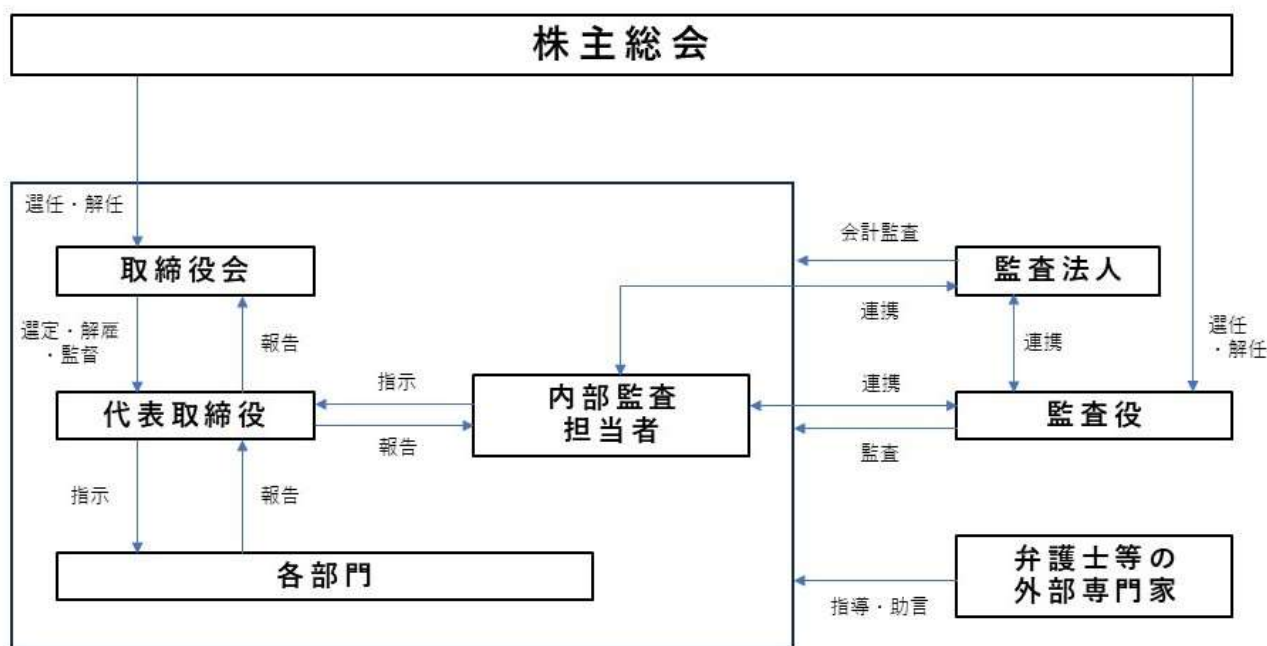 株主総会
選任・解任
取締役会
会計監査
監査法人
選定・解雇
・監督
報告
連携
連携
選任
・解任
代表取締役
指示
報告
内部監査
担当者
連携
監査
監査役
指示
報告
各部門
弁護士等の
外部専門家
指導・助言